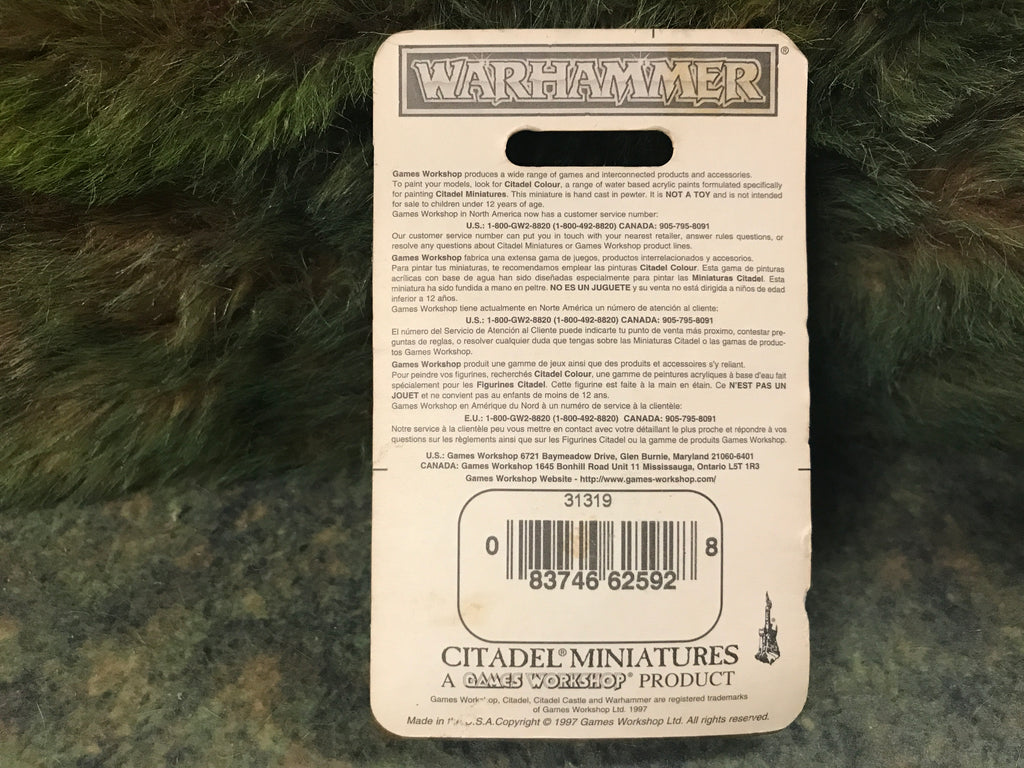 WARHAMMER®
Games Workshop produces a wide range of games and interconnected products and accessories.
To paint your models, look for Citadel Colour, a range of water based acrylic paints formulated specifically
for painting Citadel Miniatures. This miniature is hand cast in pewter. It is NOT A TOY and is not intended
for sale to children under 12 years of age.
Games Workshop in North America now has a customer service number:
U.S.: 1-800-GW2-8820 (1-800-492-8820) CANADA: 905-795-8091
Our customer service number can put you in touch with your nearest retailer, answer rules questions, or
resolve any questions about Citadel Miniatures or Games Workshop product lines.
Games Workshop fabrica una extensa gama de juegos, productos interrelacionados y accesorios.
Para pintar tus miniaturas, te recomendamos emplear las pinturas Citadel Colour. Esta gama de pinturas
acrílicas con base de agua han sido diseñadas especialmente para pintar las Miniaturas Citadel. Esta
miniatura ha sido fundida a mano en peltre. NO ES UN JUGUETE y su venta no está dirigida a niños de edad
inferior a 12 años.
Games Workshop tiene actualmente en Norte América un número de atención al cliente:
U.S.: 1-800-GW2-8820 (1-800-492-8820) CANADA: 905-795-8091
El número del Servicio de Atención al Cliente puede indicarte tu punto de venta más proximo, contestar pre-
guntas de reglas, o resolver cualquier duda que tengas sobre las Miniaturas Citadel o las gamas de produc-
tos Games Workshop.
Games Workshop produit une gamme de jeux ainsi que des produits et accessoires s'y reliant.
Pour peindre vos figurines, recherchés Citadel Colour, une gamme de peintures acryliques à base d'eau fait
spécialement pour les Figurines Citadel. Cette figurine est faite à la main en étain. Ce N'EST PAS UN
JOUET et ne convient pas au enfants de moins de 12 ans.
Games Workshop en Amérique du Nord à un numéro de service à la clientèle:
E.U.: 1-800-GW2-8820 (1-800-492-8820) CANADA: 905-795-8091
Notre service à la clientèle peu vous mettre en contact avec votre détaillant le plus proche et répondre à vos
questions sur les règlements ainsi que sur les Figurines Citadel ou la gamme de produits Games Workshop.
U.S.: Games Workshop 6721 Baymeadow Drive, Glen Burnie, Maryland 21060-6401
CANADA: Games Workshop 1645 Bonhill Road Unit 11 Mississauga, Ontario L5T 1R3
Games Workshop Website - http://www.games-workshop.com/
31319
0 83746 62592 8
CITADEL® MINIATURES
A GAMES WORKSHOP® PRODUCT
Games Workshop, Citadel, Citadel Castle and Warhammer are registered trademarks
of Games Workshop Ltd. 1997
Made in the U.S.A. Copyright © 1997 Games Workshop Ltd. All rights reserved.